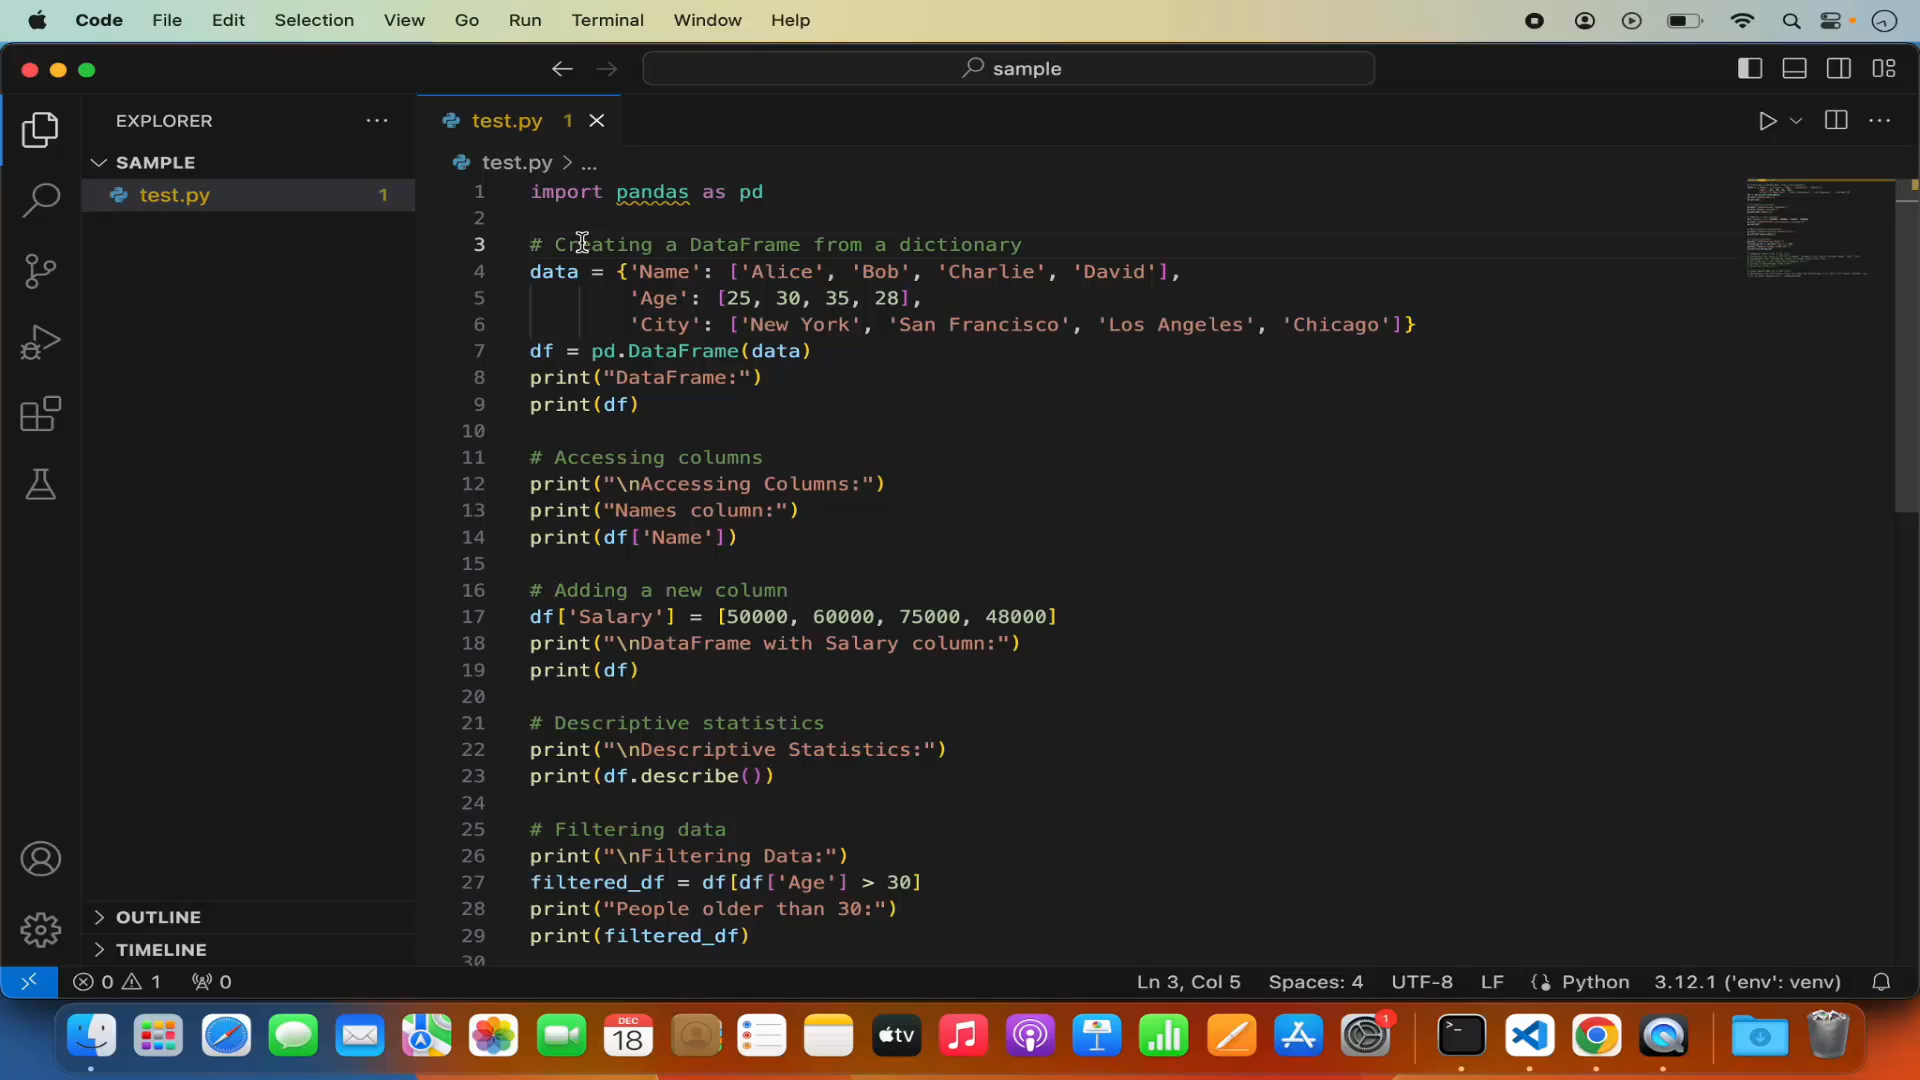 Code File Edit Selection View Go Run Terminal Window Help
sample
EXPLORER ···
test.py 1
SAMPLE
test.py 1
test.py > ...
1 import pandas as pd
2
3 # Creating a DataFrame from a dictionary
4 data = {'Name': ['Alice', 'Bob', 'Charlie', 'David'],
5 'Age': [25, 30, 35, 28],
6 'City': ['New York', 'San Francisco', 'Los Angeles', 'Chicago']}
7 df = pd.DataFrame(data)
8 print("DataFrame:")
9 print(df)
10
11 # Accessing columns
12 print("\nAccessing Columns:")
13 print("Names column:")
14 print(df['Name'])
15
16 # Adding a new column
17 df['Salary'] = [50000, 60000, 75000, 48000]
18 print("\nDataFrame with Salary column:")
19 print(df)
20
21 # Descriptive statistics
22 print("\nDescriptive Statistics:")
23 print(df.describe())
24
25 # Filtering data
26 print("\nFiltering Data:")
27 filtered_df = df[df['Age'] > 30]
28 print("People older than 30:")
29 print(filtered_df)
30
OUTLINE
TIMELINE
0 1 0 Ln 3, Col 5 Spaces: 4 UTF-8 LF Python 3.12.1 ('env': venv)
DEC
18
tv
1
>_